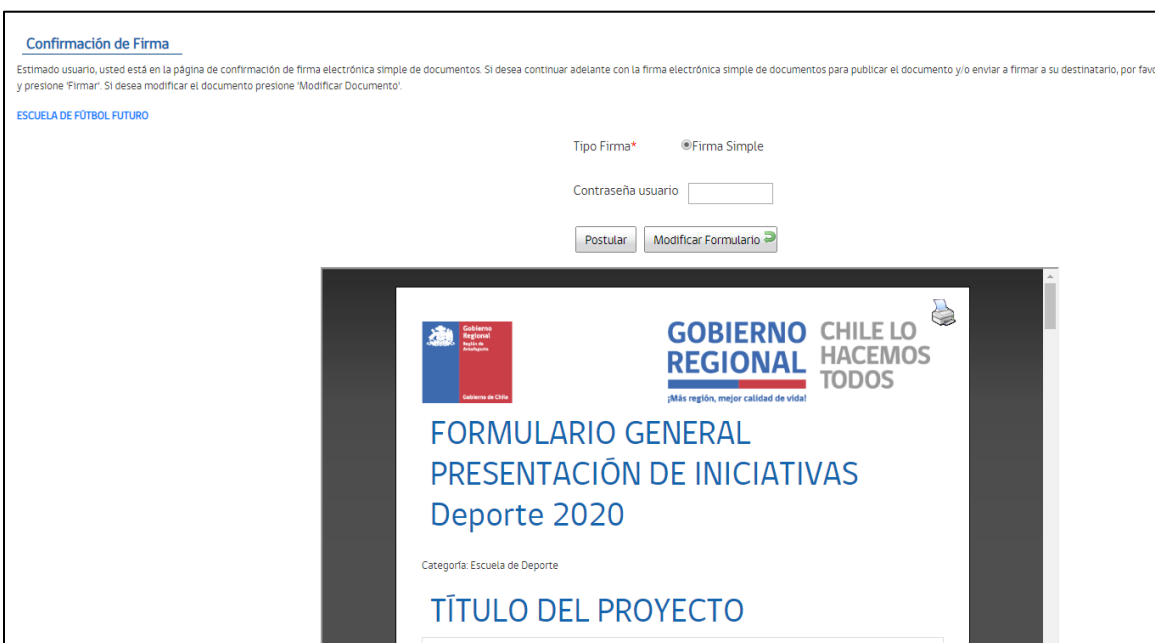 Confirmación de Firma
Estimado usuario, usted está en la página de confirmación de firma electrónica simple de documentos. Si desea continuar adelante con la firma electrónica simple de documentos para publicar el documento y/o enviar a firmar a su destinatario, por favo
y presione 'Firmar'. Si desea modificar el documento presione 'Modificar Documento'.
ESCUELA DE FÚTBOL FUTURO
Tipo Firma* Firma Simple
Contraseña usuario
Postular Modificar Formulario
Gobierno
Regional
Región de
Antofagasta
Gobierno de Chile
GOBIERNO
REGIONAL
¡Más región, mejor calidad de vida!
CHILE LO
HACEMOS
TODOS
FORMULARIO GENERAL
PRESENTACIÓN DE INICIATIVAS
Deporte 2020
Categoría: Escuela de Deporte
TÍTULO DEL PROYECTO